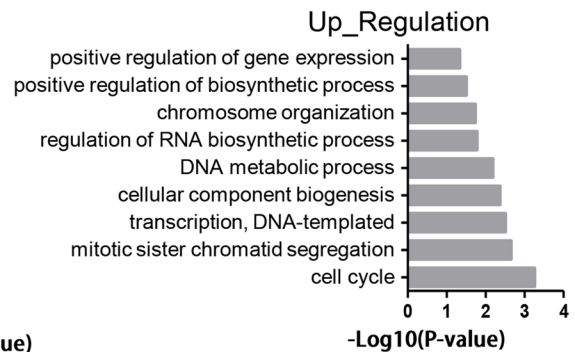 Up_Regulation
positive regulation of gene expression
positive regulation of biosynthetic process
chromosome organization
regulation of RNA biosynthetic process
DNA metabolic process
cellular component biogenesis
transcription, DNA-templated
mitotic sister chromatid segregation
cell cycle
0 1 2 3 4
-Log10(P-value)
ue)